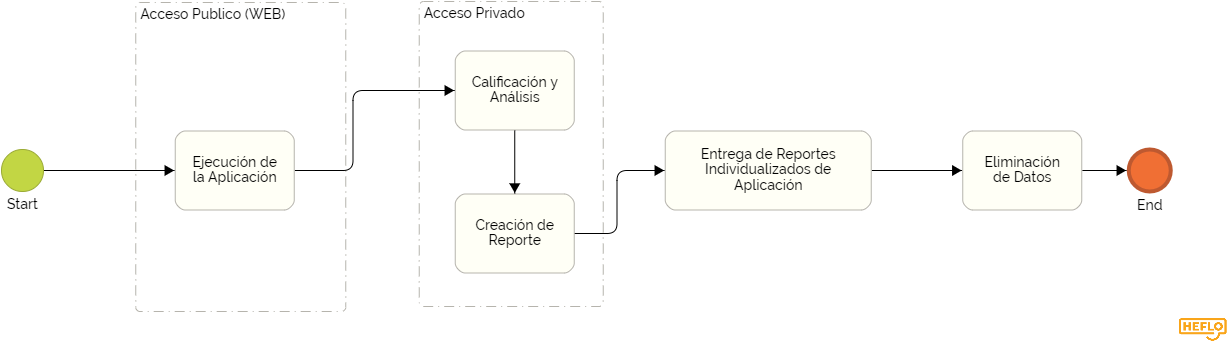 Acceso Publico (WEB)
Acceso Privado
Start
Ejecución de
la Aplicación
Calificación y
Análisis
Creación de
Reporte
Entrega de Reportes
Individualizados de
Aplicación
Eliminación
de Datos
End
HEFLO